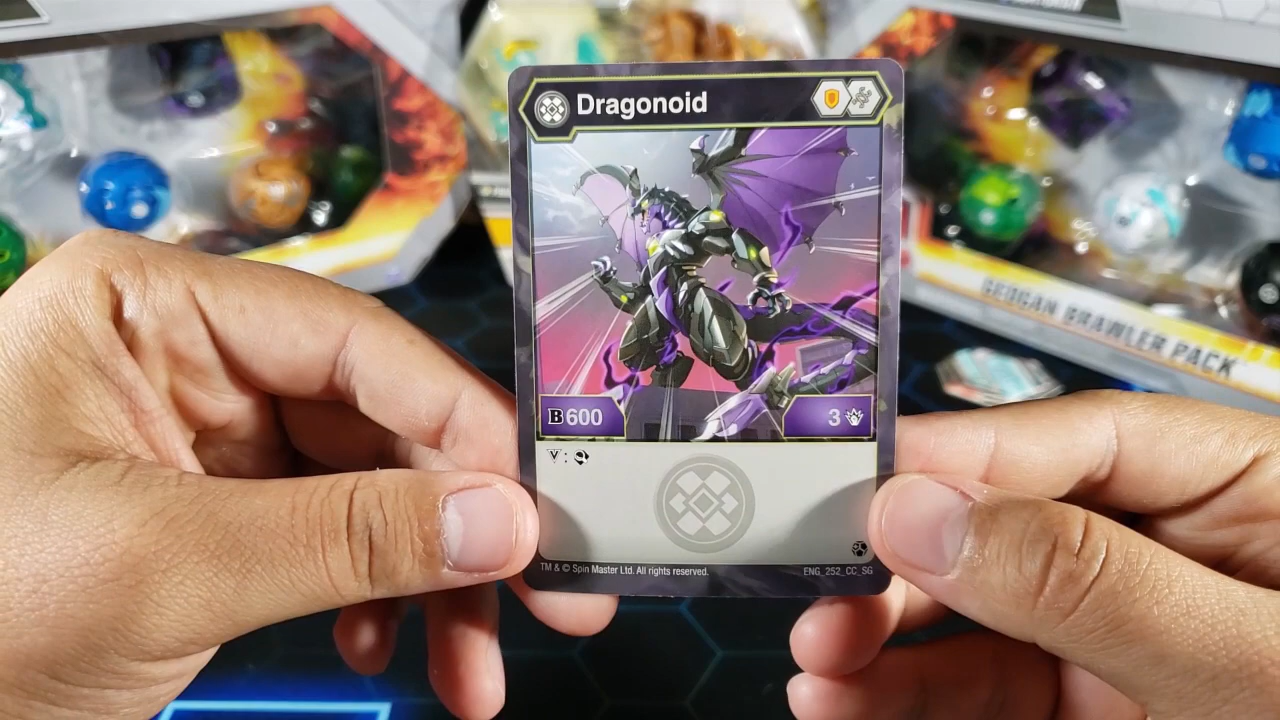 Dragonoid
B600
3
V:
TM & © Spin Master Ltd. All rights reserved.
ENG_252_CC_SG
GEOGAN BRAWLER PACK